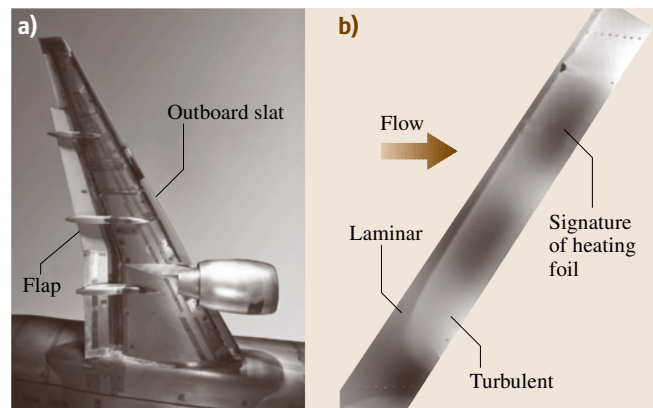 a)
Outboard slat
Flap
b)
Flow
Laminar
Signature
of heating
foil
Turbulent